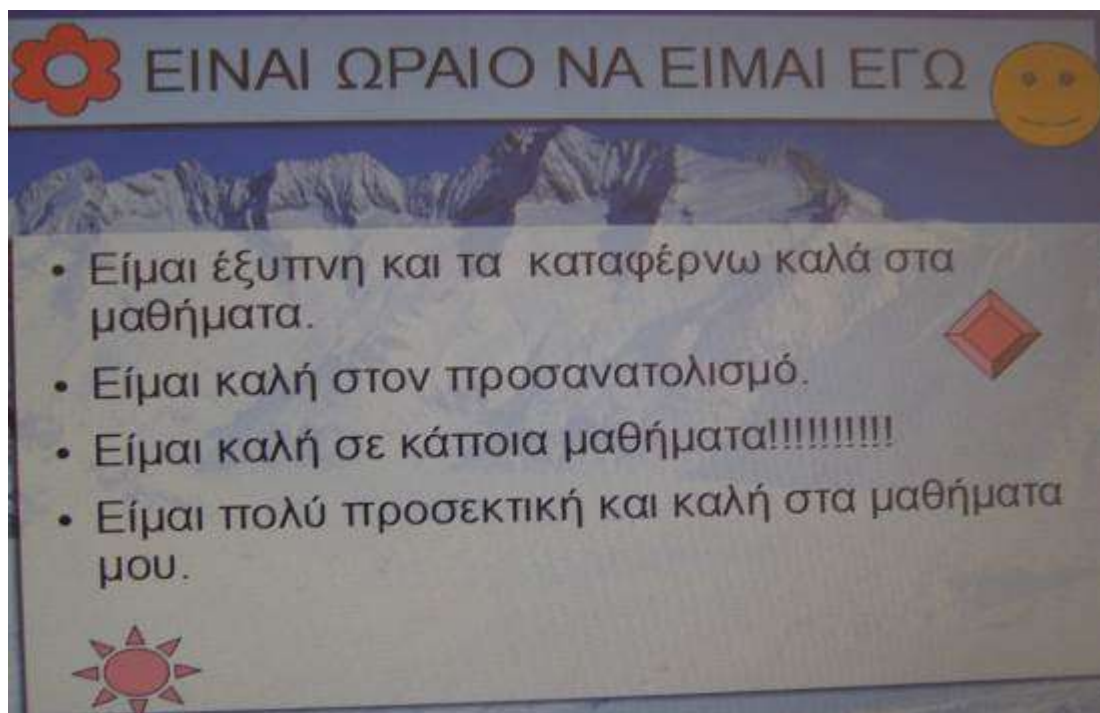 ΕΙΝΑΙ ΩΡΑΙΟ ΝΑ ΕΙΜΑΙ ΕΓΩ
• Είμαι έξυπνη και τα καταφέρνω καλά στα
μαθήματα.
• Είμαι καλή στον προσανατολισμό.
• Είμαι καλή σε κάποια μαθήματα!!!!!!!!!!
• Είμαι πολύ προσεκτική και καλή στα μαθήματα
μου.